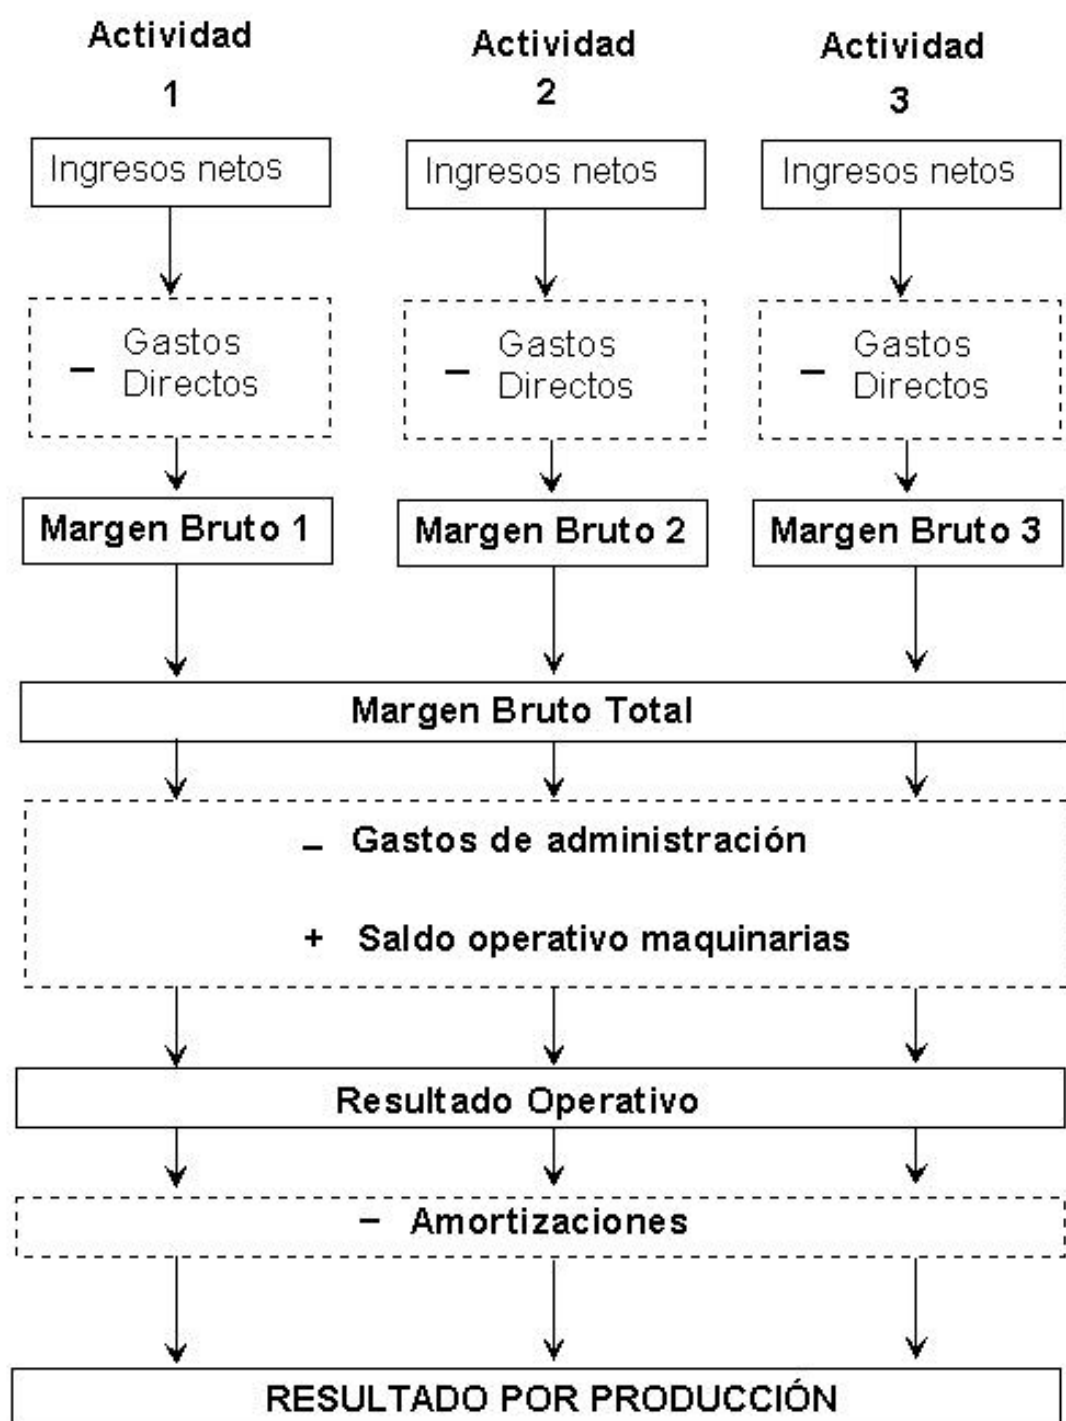 Actividad
1
Actividad
2
Actividad
3
Ingresos netos
Ingresos netos
Ingresos netos
– Gastos
Directos
– Gastos
Directos
– Gastos
Directos
Margen Bruto 1
Margen Bruto 2
Margen Bruto 3
Margen Bruto Total
– Gastos de administración
+ Saldo operativo maquinarias
Resultado Operativo
– Amortizaciones
RESULTADO POR PRODUCCIÓN